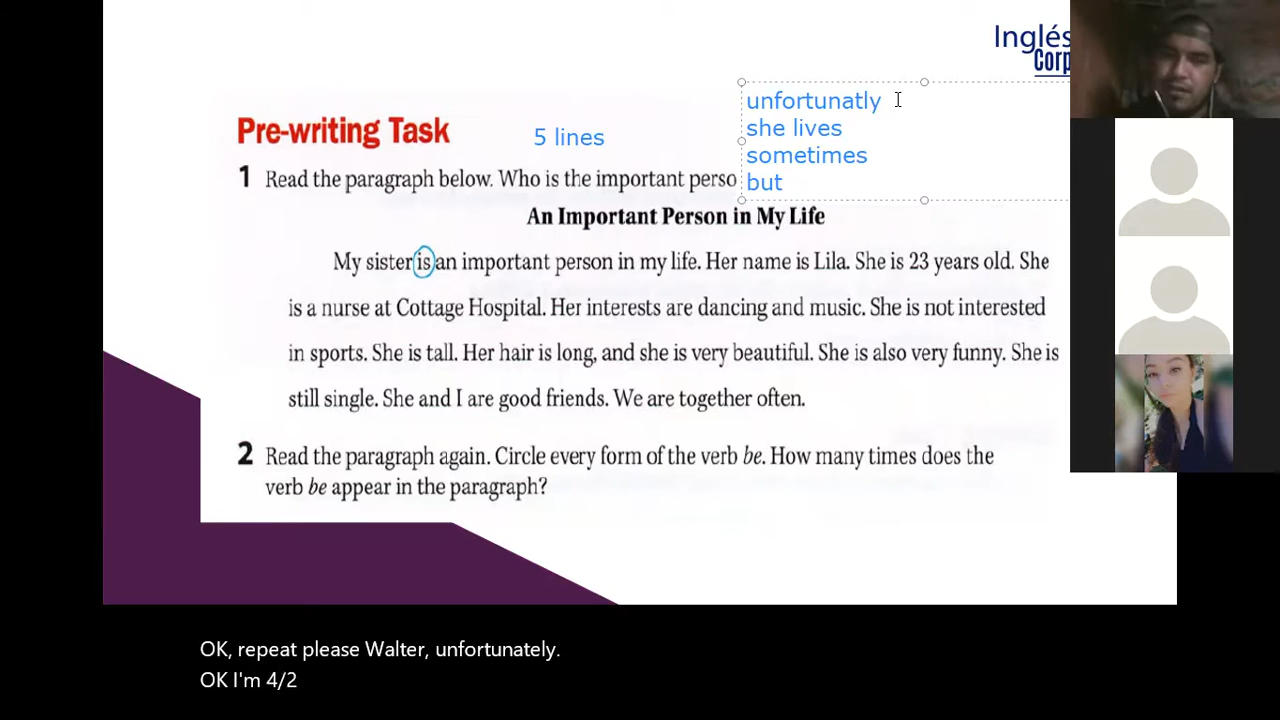 Inglés
Corp
unfortunatly
she lives
sometimes
but
Pre-writing Task
5 lines
1 Read the paragraph below. Who is the important perso
An Important Person in My Life
My sister is an important person in my life. Her name is Lila. She is 23 years old. She
is a nurse at Cottage Hospital. Her interests are dancing and music. She is not interested
in sports. She is tall. Her hair is long, and she is very beautiful. She is also very funny. She is
still single. She and I are good friends. We are together often.
2 Read the paragraph again. Circle every form of the verb be. How many times does the
verb be appear in the paragraph?
OK, repeat please Walter, unfortunately.
OK I'm 4/2